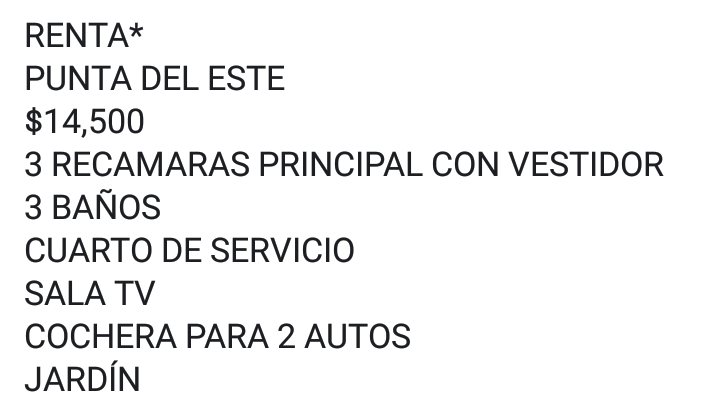 RENTA*
PUNTA DEL ESTE
$14,500
3 RECAMARAS PRINCIPAL CON VESTIDOR
3 BAÑOS
CUARTO DE SERVICIO
SALA TV
COCHERA PARA 2 AUTOS
JARDÍN